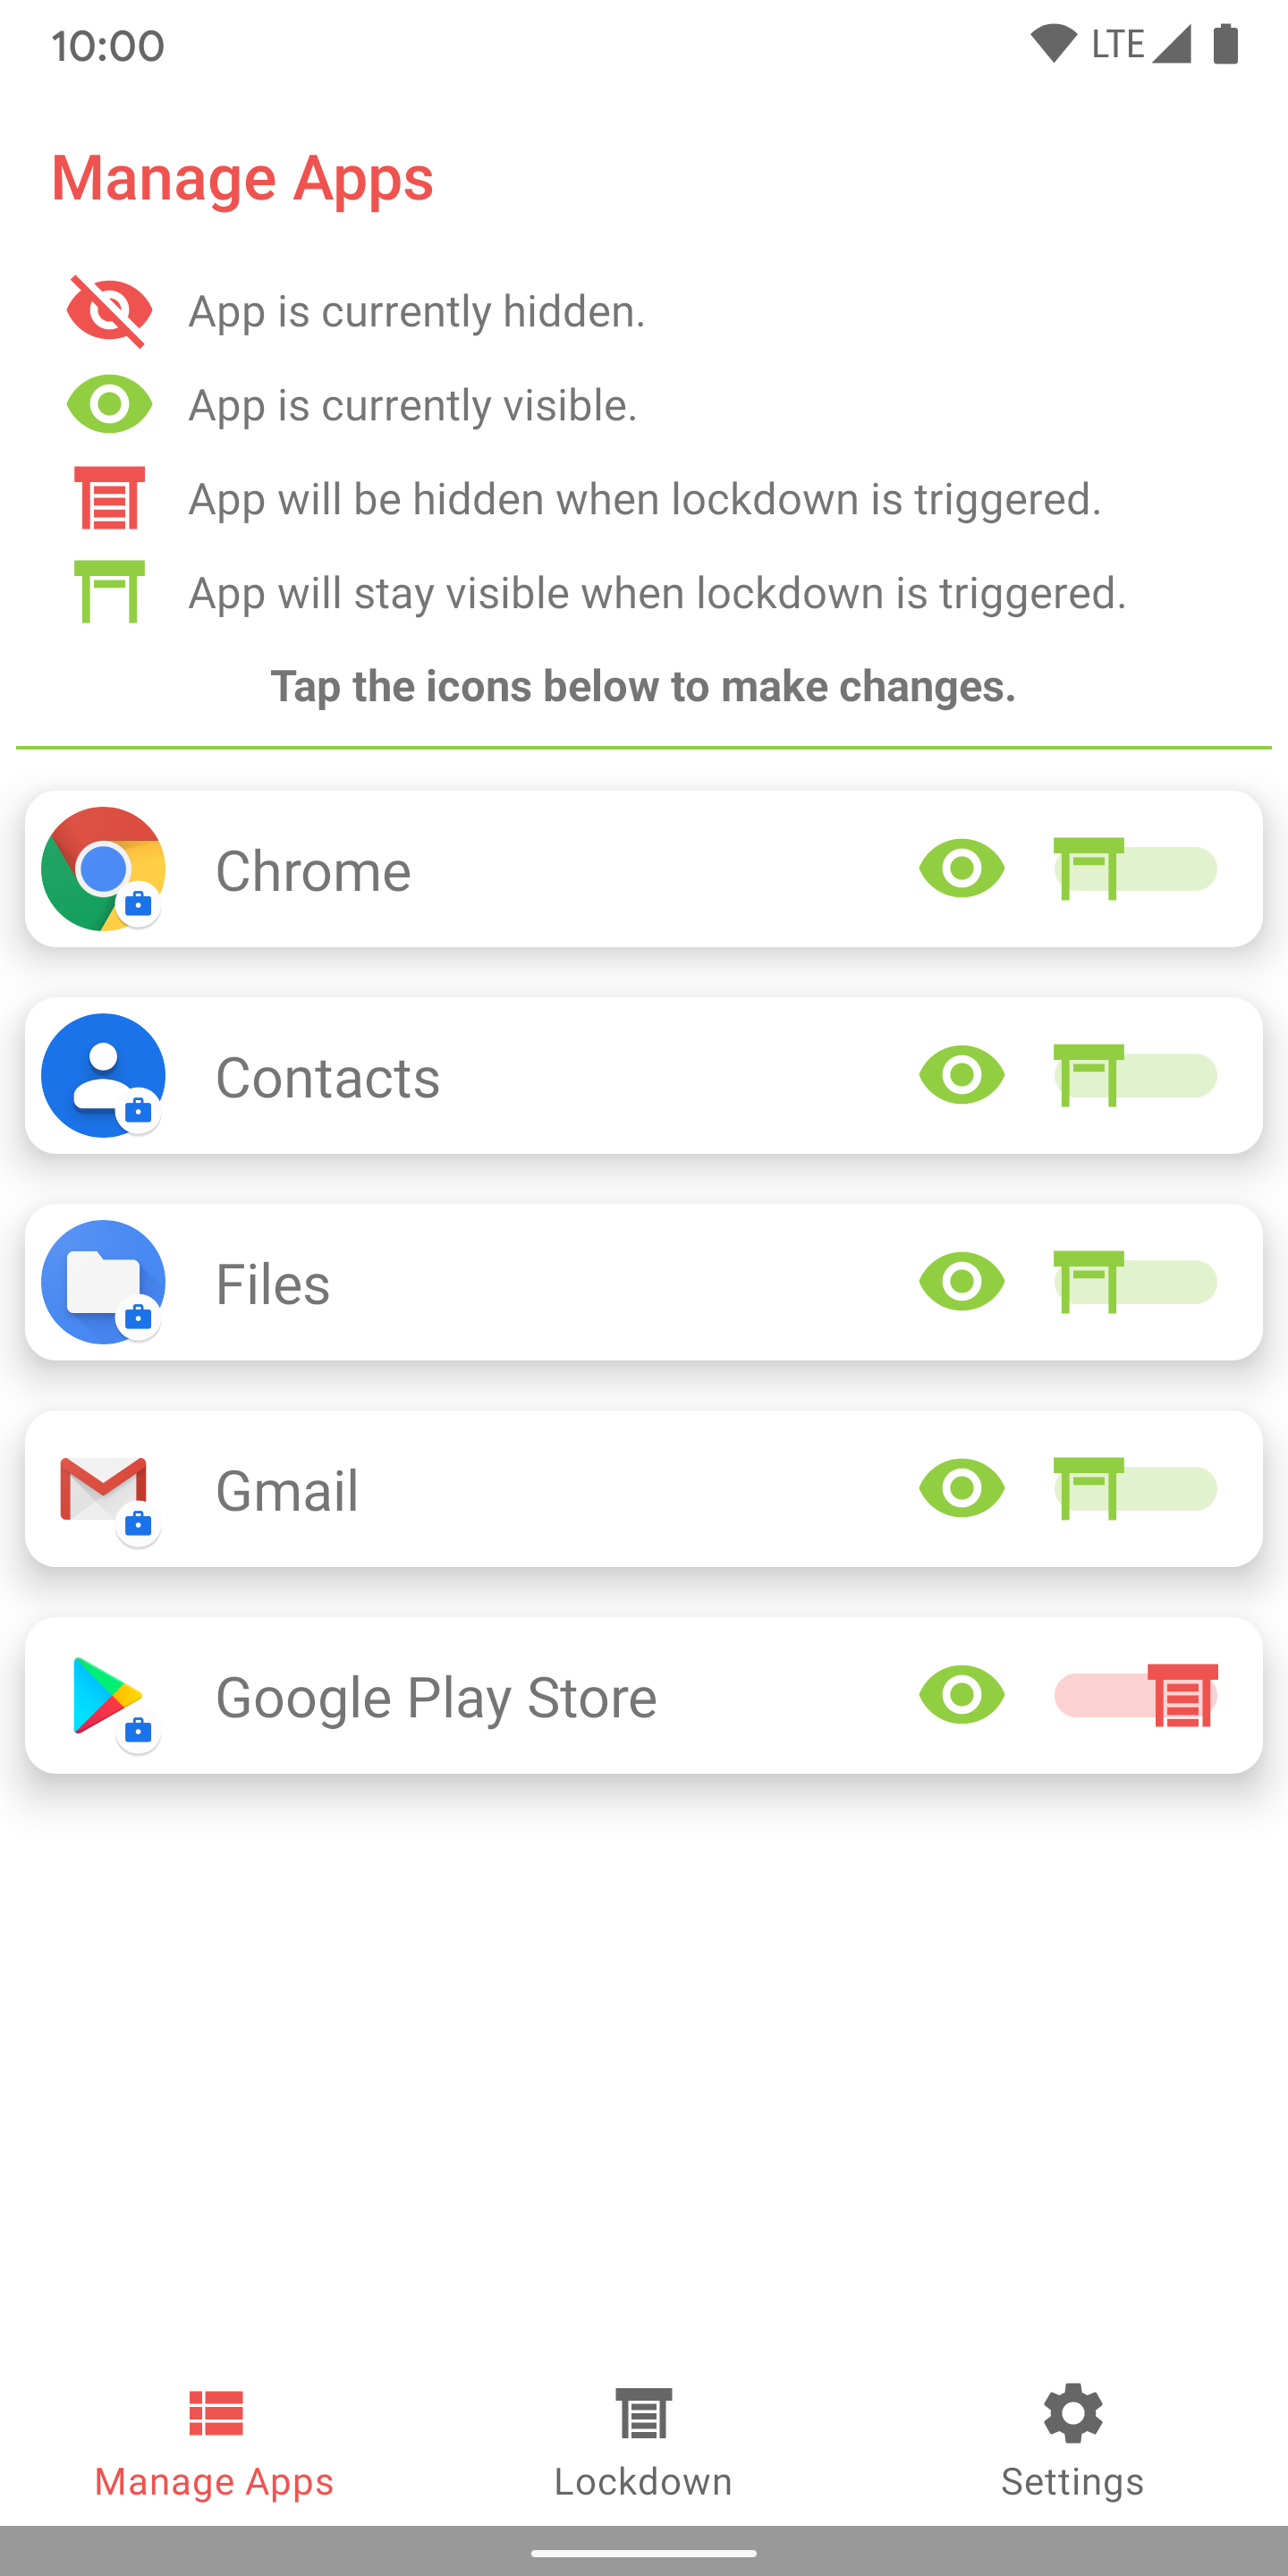 10:00
LTE
Manage Apps
App is currently hidden.
App is currently visible.
App will be hidden when lockdown is triggered.
App will stay visible when lockdown is triggered.
Tap the icons below to make changes.
Chrome
Contacts
Files
Gmail
Google Play Store
Manage Apps
Lockdown
Settings